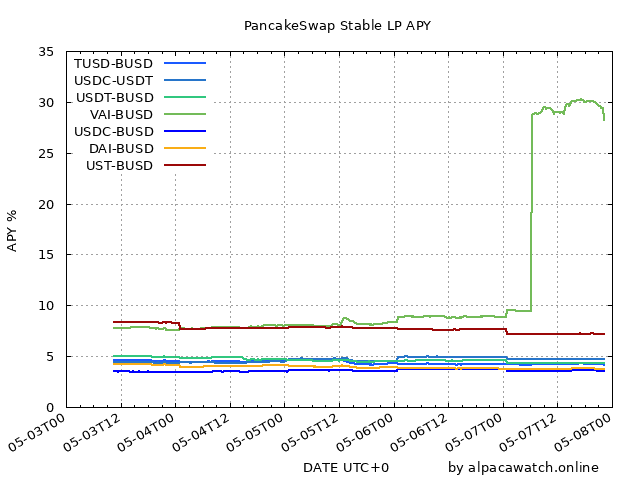 PancakeSwap Stable LP APY
APY %
35
30
25
20
15
10
5
0
TUSD-BUSD
USDC-USDT
USDT-BUSD
VAI-BUSD
USDC-BUSD
DAI-BUSD
UST-BUSD
05-03T00
05-03T12
05-04T00
05-04T12
05-05T00
05-05T12
05-06T00
05-06T12
05-07T00
05-07T12
05-08T00
DATE UTC+0
by alpacawatch.online